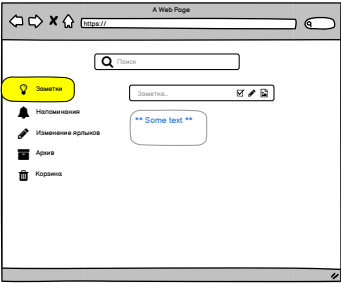 A Web Page
https://
Поиск
Заметки
Заметка..
Напоминания
** Some text **
Изменение ярлыков
Архив
Корзина